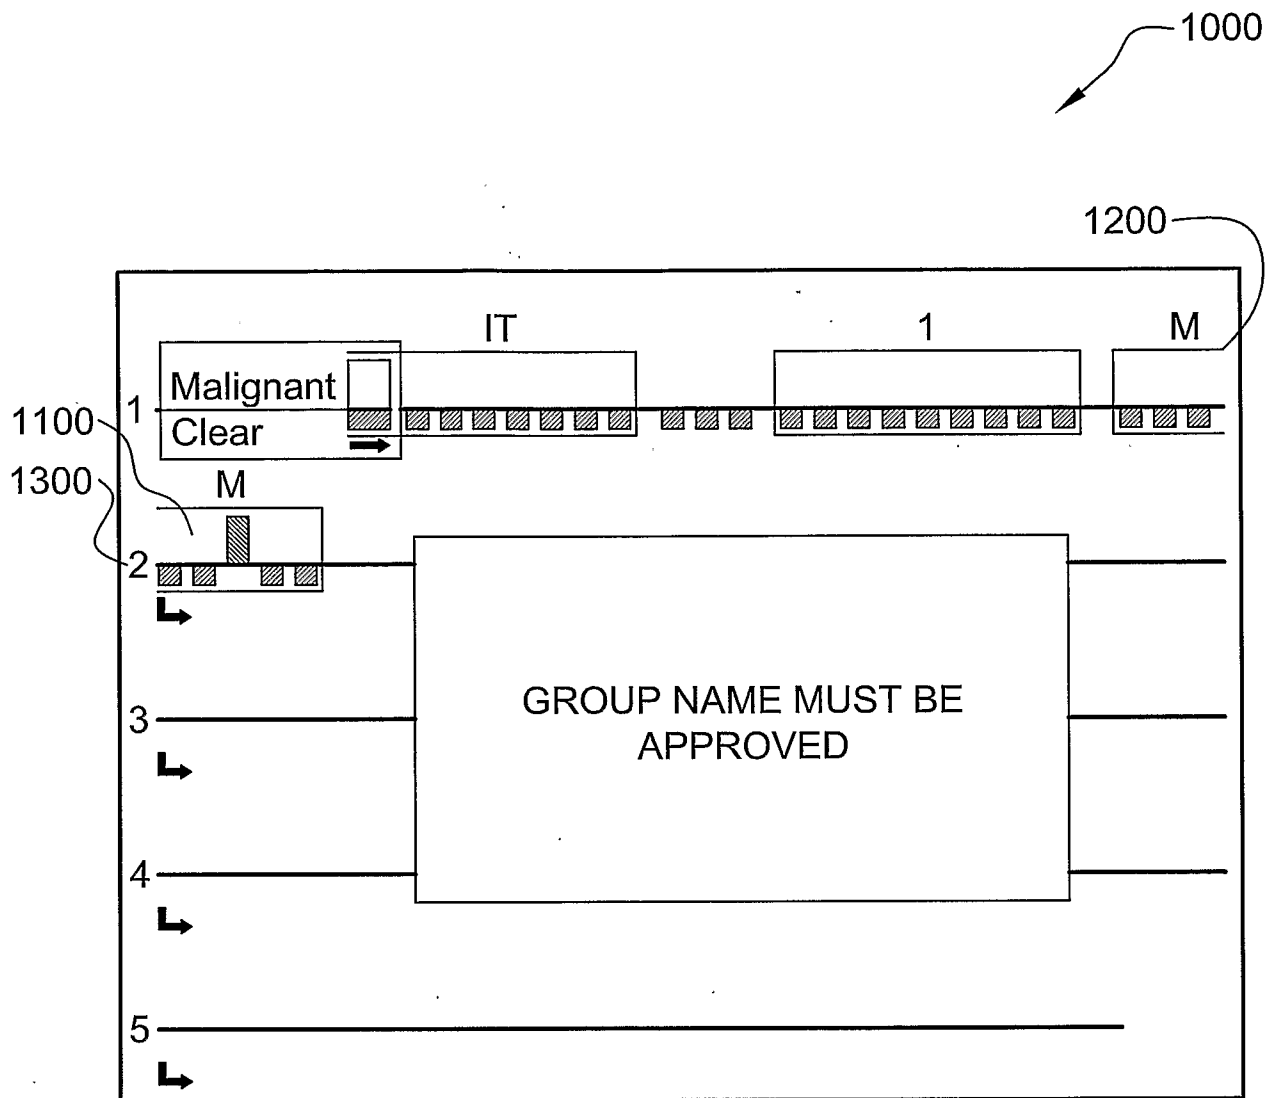 1000
1200
IT 1 M
Malignant
1
Clear
1100
1300
M
2
GROUP NAME MUST BE
APPROVED
3
4
5